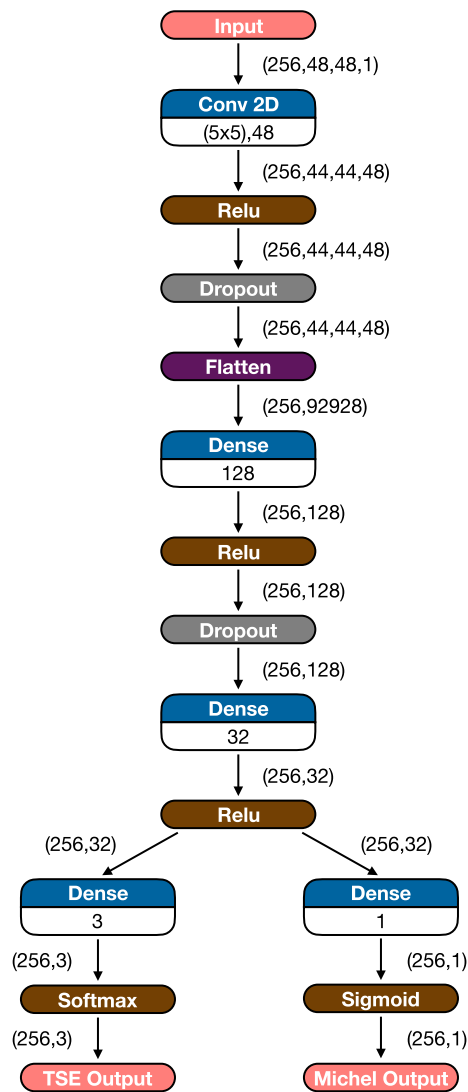 Input
(256,48,48,1)
Conv 2D
(5x5),48
(256,44,44,48)
Relu
(256,44,44,48)
Dropout
(256,44,44,48)
Flatten
(256,92928)
Dense
128
(256,128)
Relu
(256,128)
Dropout
(256,128)
Dense
32
(256,32)
Relu
(256,32)
(256,32)
Dense
Dense
3
1
(256,3)
(256,1)
Softmax
Sigmoid
(256,3)
(256,1)
TSE Output
Michel Output